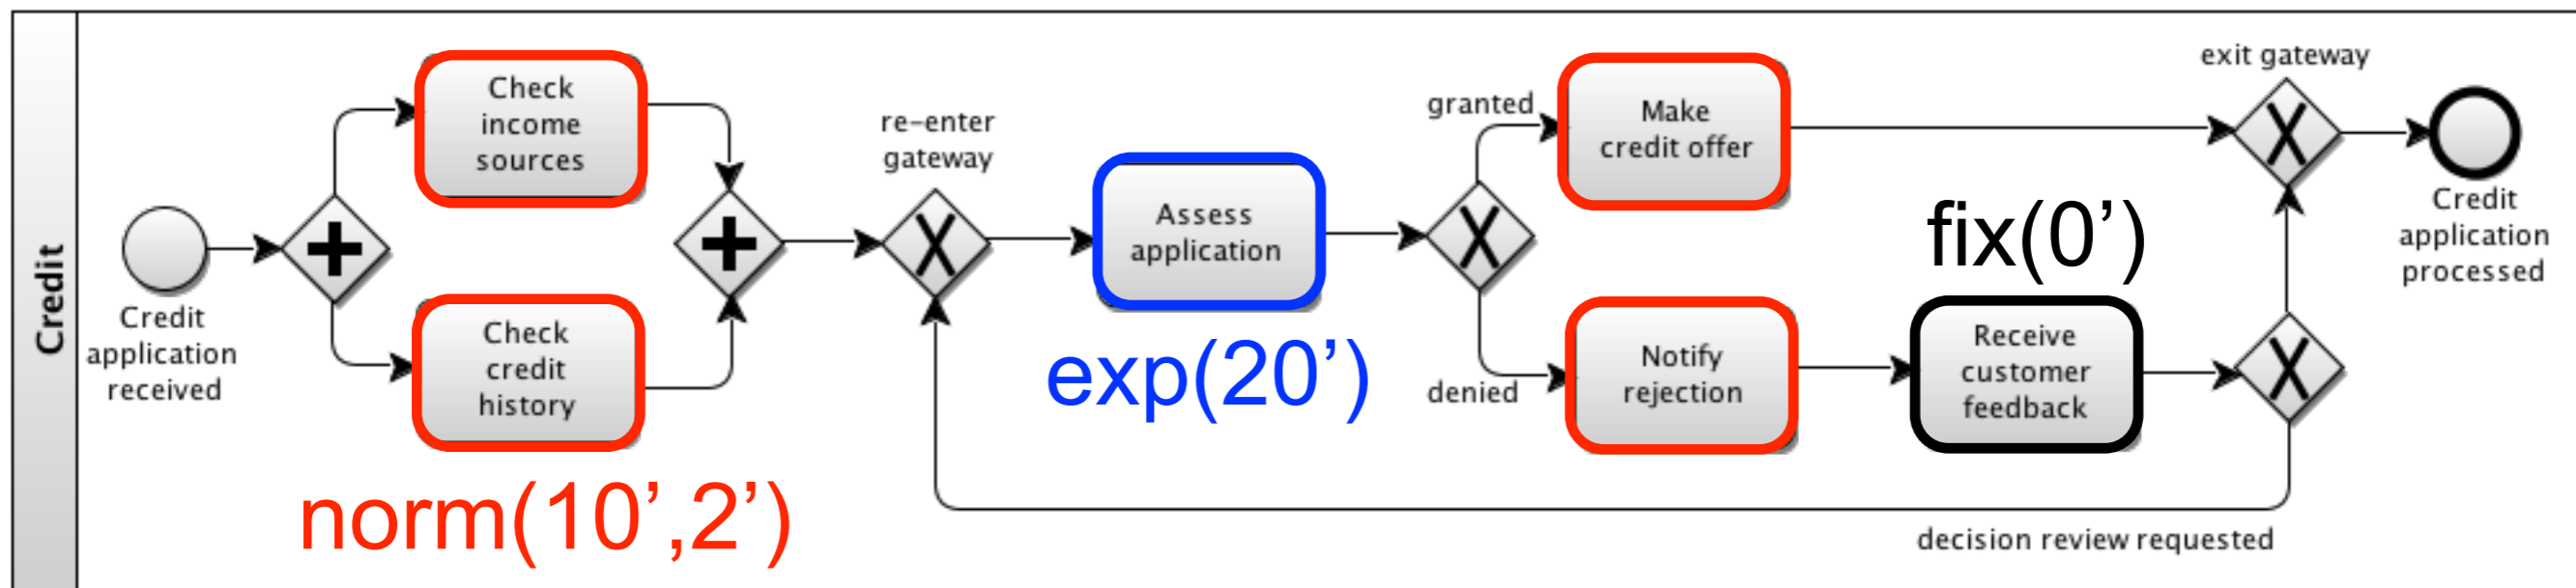 Credit
Credit
application
received
Check
income
sources
Check
credit
history
norm(10’,2’)
re-enter
gateway
Assess
application
exp(20’)
granted
denied
Make
credit offer
Notify
rejection
fix(0’)
Receive
customer
feedback
exit gateway
Credit
application
processed
decision review requested